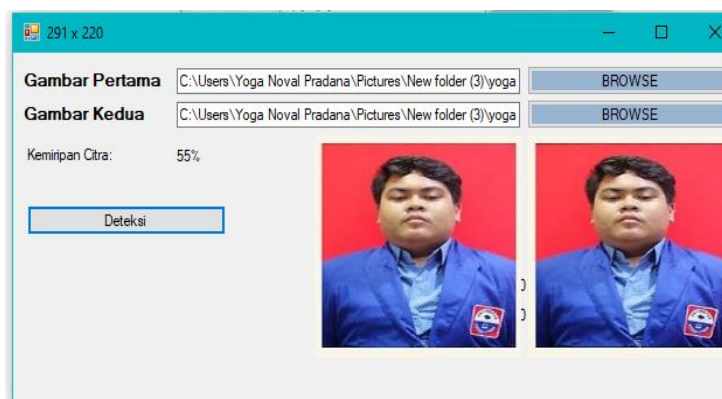 291 x 220
Gambar Pertama C:\Users\Yoga Noval Pradana\Pictures\New folder (3)\yoga BROWSE
Gambar Kedua C:\Users\Yoga Noval Pradana\Pictures\New folder (3)\yoga BROWSE
Kemiripan Citra: 55%
Deteksi